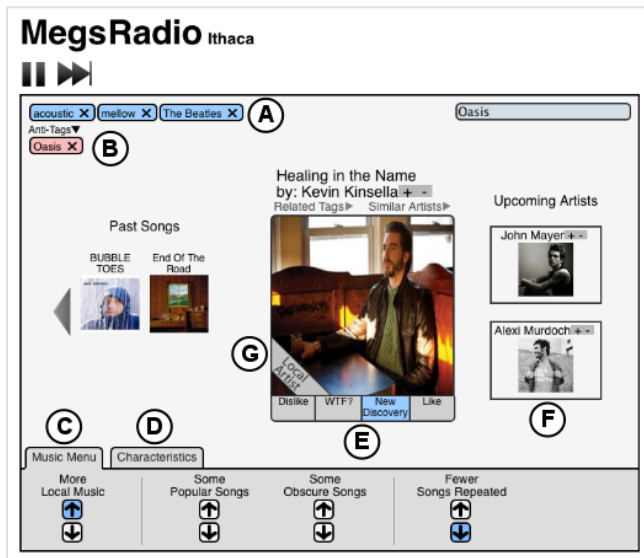 MegsRadio Ithaca
acoustic X mellow X The Beatles X A
Oasis
Anti-Tags▼
Oasis X B
Healing in the Name
by: Kevin Kinsella + -
Related Tags▶ Similar Artists▶
Upcoming Artists
Past Songs
BUBBLE
TOES
End Of The
Road
John Mayer + -
Alexi Murdoch + -
G
Local
Artist
Dislike WTF? New
Discovery Like
C D E F
Music Menu Characteristics
More
Local Music
Some
Popular Songs
Some
Obscure Songs
Fewer
Songs Repeated